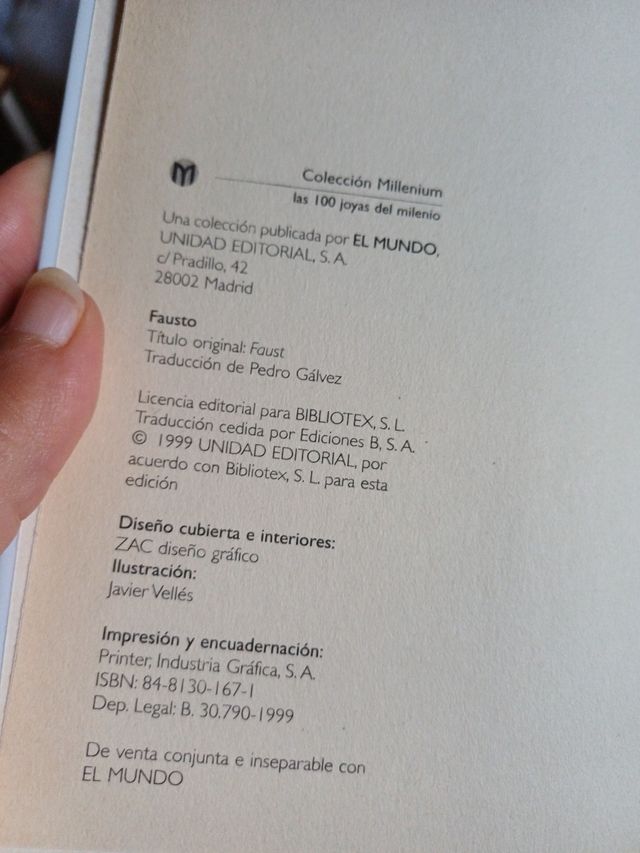 M
Colección Millenium
las 100 joyas del milenio
Una colección publicada por EL MUNDO,
UNIDAD EDITORIAL, S. A.
c/ Pradillo, 42
28002 Madrid
Fausto
Título original: Faust
Traducción de Pedro Gálvez
Licencia editorial para BIBLIOTEX, S. L.
Traducción cedida por Ediciones B, S. A.
© 1999 UNIDAD EDITORIAL, por
acuerdo con Bibliotex, S. L. para esta
edición
Diseño cubierta e interiores:
ZAC diseño gráfico
Ilustración:
Javier Vellés
Impresión y encuadernación:
Printer, Industria Gráfica, S. A.
ISBN: 84-8130-167-1
Dep. Legal: B. 30.790-1999
De venta conjunta e inseparable con
EL MUNDO